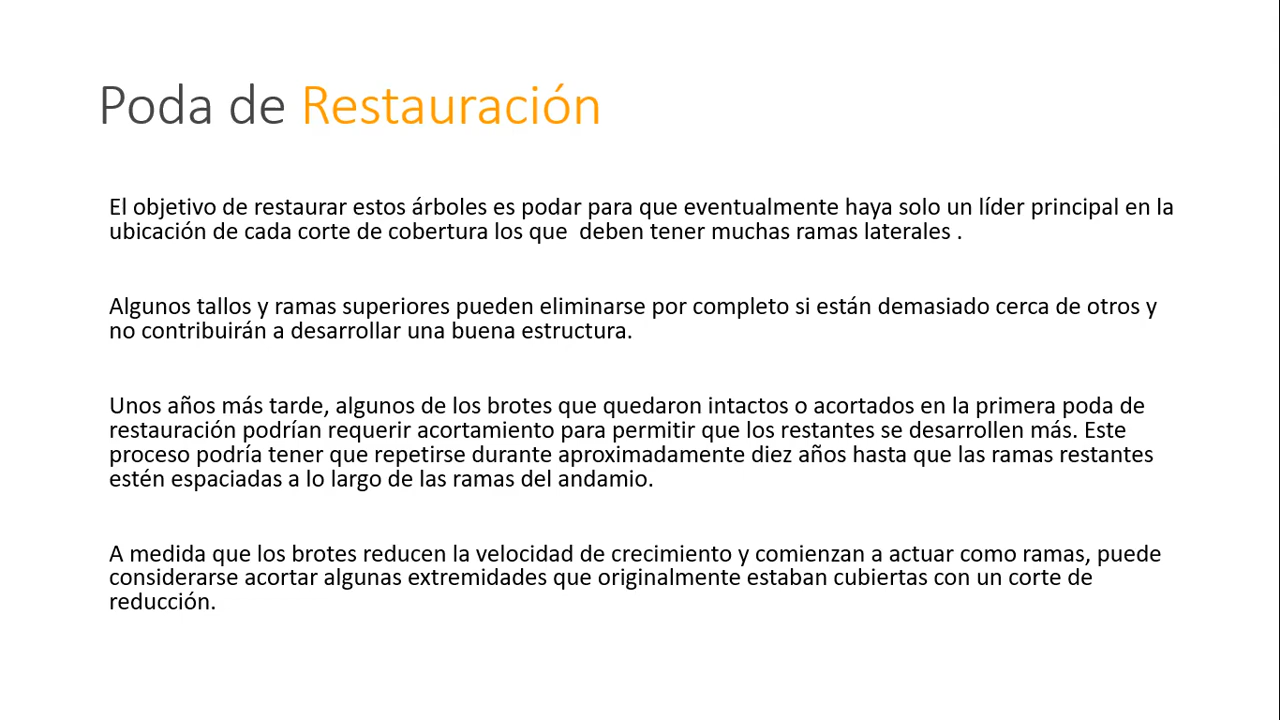 Poda de Restauración
El objetivo de restaurar estos árboles es podar para que eventualmente haya solo un líder principal en la
ubicación de cada corte de cobertura los que  deben tener muchas ramas laterales .
Algunos tallos y ramas superiores pueden eliminarse por completo si están demasiado cerca de otros y
no contribuirán a desarrollar una buena estructura.
Unos años más tarde, algunos de los brotes que quedaron intactos o acortados en la primera poda de
restauración podrían requerir acortamiento para permitir que los restantes se desarrollen más. Este
proceso podría tener que repetirse durante aproximadamente diez años hasta que las ramas restantes
estén espaciadas a lo largo de las ramas del andamio.
A medida que los brotes reducen la velocidad de crecimiento y comienzan a actuar como ramas, puede
considerarse acortar algunas extremidades que originalmente estaban cubiertas con un corte de
reducción.